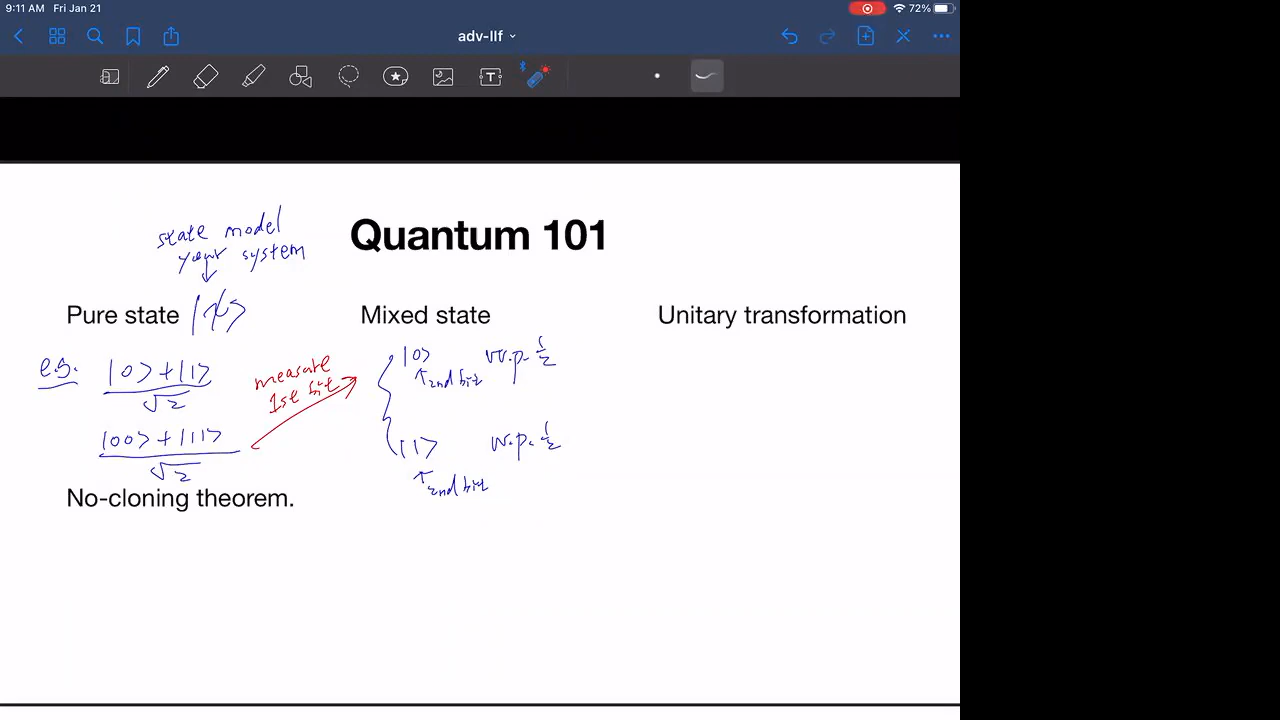 9:11 AM Fri Jan 21
72%
adv-llf
T
state model
your system
Quantum 101
Pure state |ψ>
Mixed state
Unitary transformation
e.g. |0>+|1> / √2
measure
1st bit
|0> w.p. 1/2
↑ 2nd bit
|00>+|11> / √2
|1> w.p. 1/2
↑ 2nd bit
No-cloning theorem.